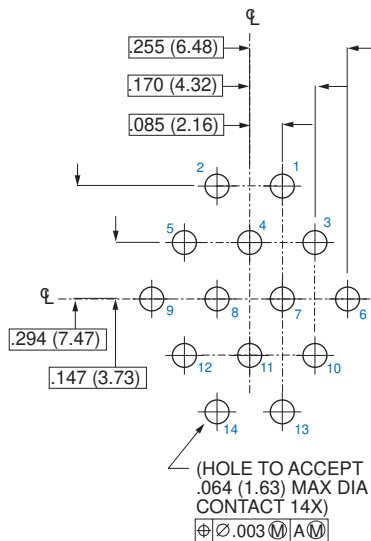 ℄
.255 (6.48)
.170 (4.32)
.085 (2.16)
2 1
5 4 3
℄
9 8 7 6
.294 (7.47)
.147 (3.73)
12 11 10
14 13
(HOLE TO ACCEPT
.064 (1.63) MAX DIA
CONTACT 14X)
⌖ ∅.003 Ⓜ A Ⓜ